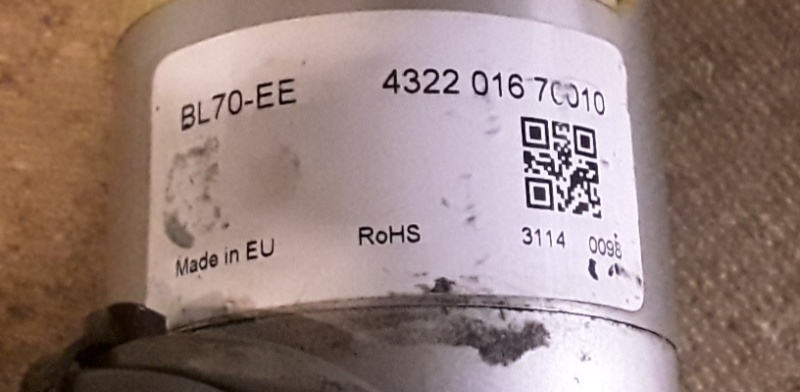 BL70-EE 4322 016 70010
Made in EU RoHS 3114 0098